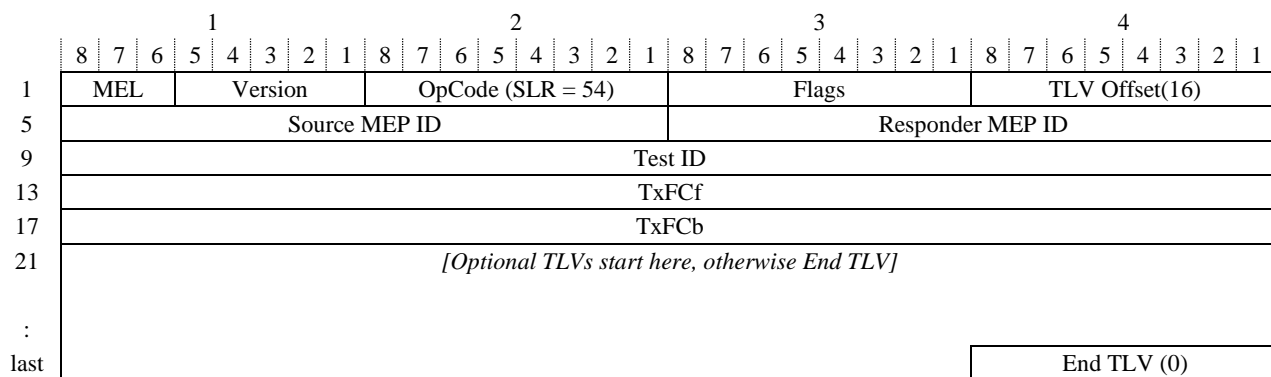 1 2 3 4
8 7 6 5 4 3 2 1 8 7 6 5 4 3 2 1 8 7 6 5 4 3 2 1 8 7 6 5 4 3 2 1
1 MEL Version OpCode (SLR = 54) Flags TLV Offset(16)
5 Source MEP ID Responder MEP ID
9 Test ID
13 TxFCf
17 TxFCb
21 [Optional TLVs start here, otherwise End TLV]
:
last End TLV (0)